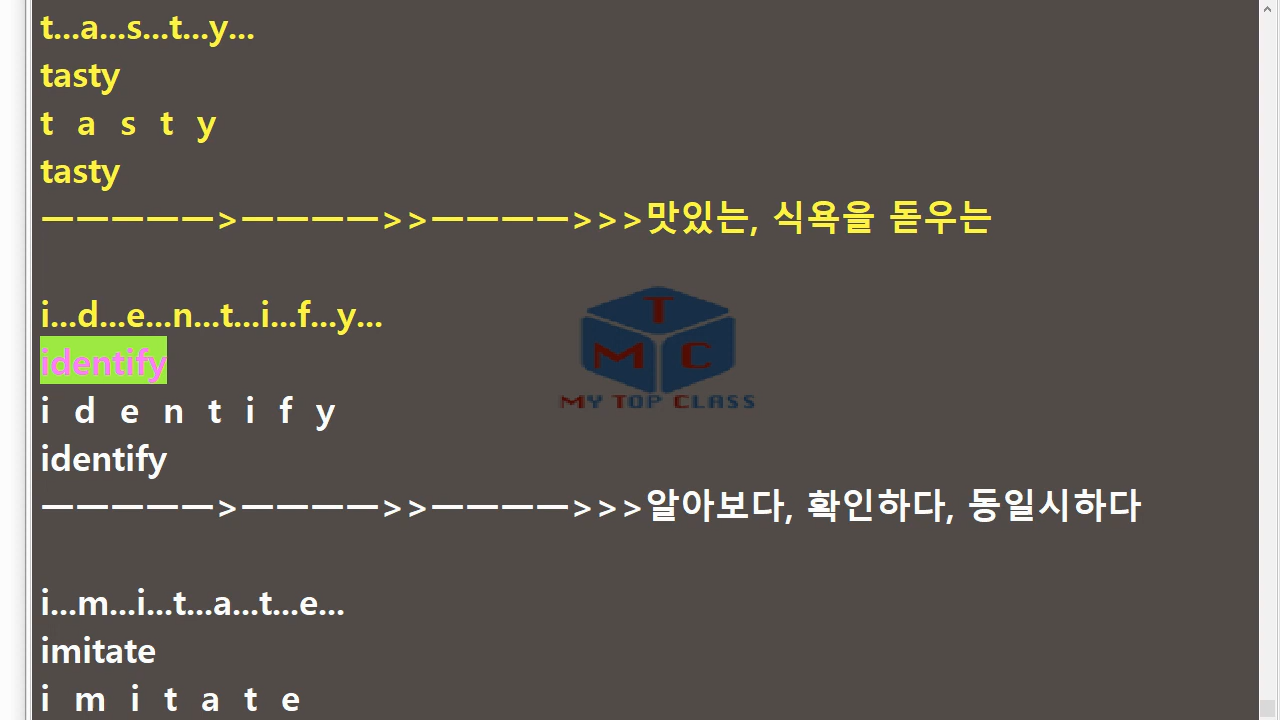 t...a...s...t...y...
tasty
t a s t y
tasty
—————>————>>————>>>맛있는, 식욕을 돋우는
i...d...e...n...t...i...f...y...
identify
i d e n t i f y
identify
—————>————>>————>>>알아보다, 확인하다, 동일시하다
i...m...i...t...a...t...e...
imitate
i m i t a t e
T
M C
MY TOP CLASS